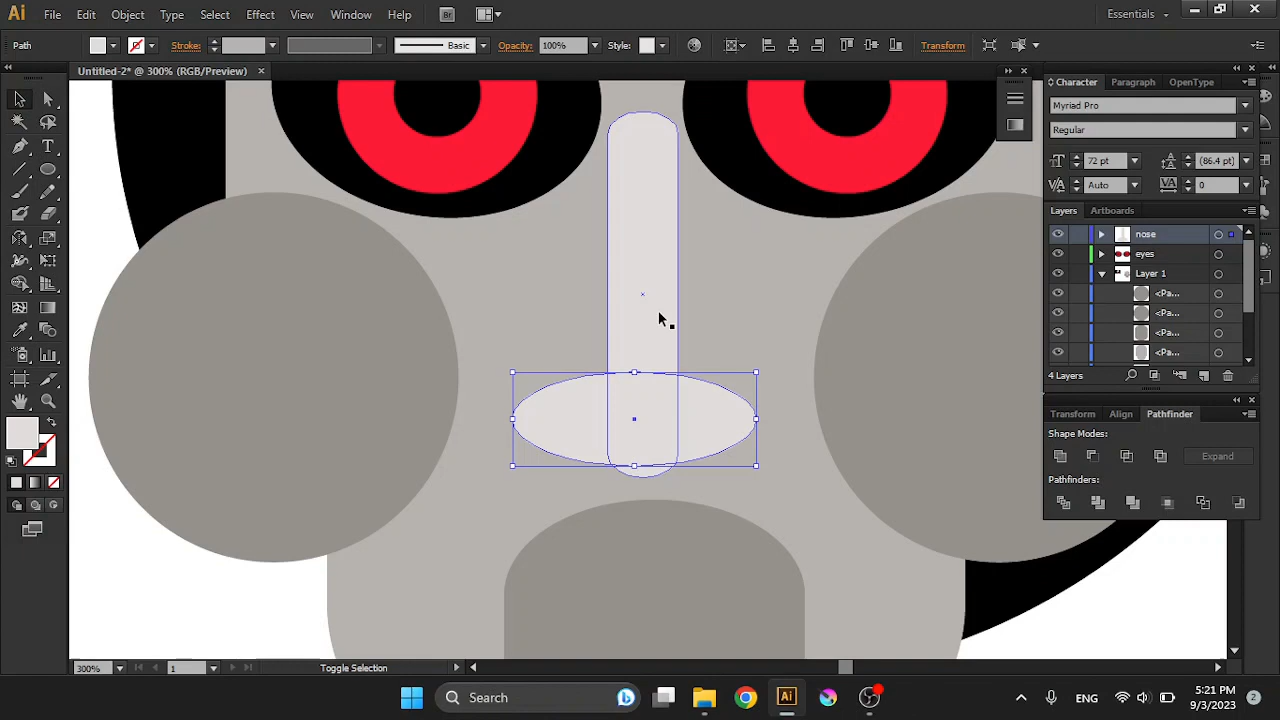 Ai File Edit Object Type Select Effect View Window Help Br Essentials
Path Stroke: Basic Opacity: 100% Style: Transform
Untitled-2* @ 300% (RGB/Preview)
Character Paragraph OpenType
Myriad Pro
Regular
72 pt (86.4 pt)
Auto 0
Layers Artboards
nose
eyes
Layer 1
<Pa...
<Pa...
<Pa...
<Pa...
4 Layers
Transform Align Pathfinder
Shape Modes:
Expand
Pathfinders:
300% 1 Toggle Selection
Search Ai ENG 5:21 PM
9/3/2023 2